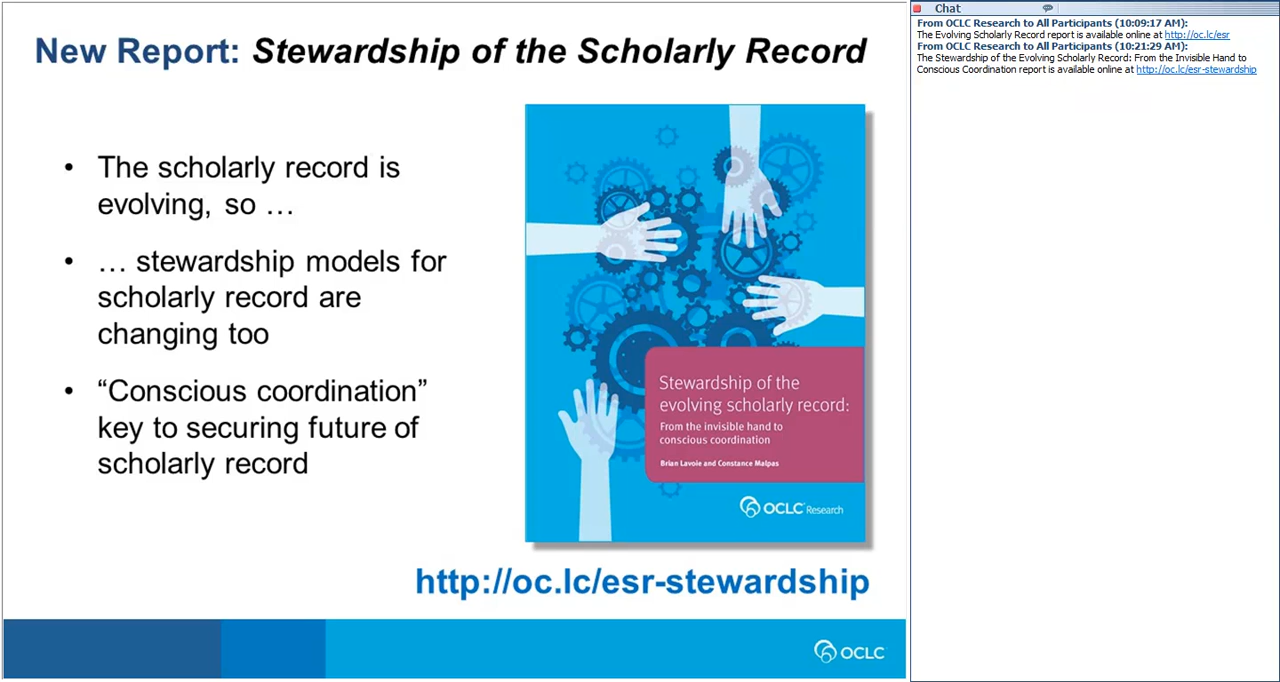 New Report: Stewardship of the Scholarly Record
• The scholarly record is
evolving, so …
• … stewardship models for
scholarly record are
changing too
• “Conscious coordination”
key to securing future of
scholarly record
Stewardship of the
evolving scholarly record:
From the invisible hand to
conscious coordination
Brian Lavoie and Constance Malpas
OCLC Research
http://oc.lc/esr-stewardship
OCLC
Chat
From OCLC Research to All Participants (10:09:17 AM):
The Evolving Scholarly Record report is available online at http://oc.lc/esr
From OCLC Research to All Participants (10:21:29 AM):
The Stewardship of the Evolving Scholarly Record: From the Invisible Hand to
Conscious Coordination report is available online at http://oc.lc/esr-stewardship